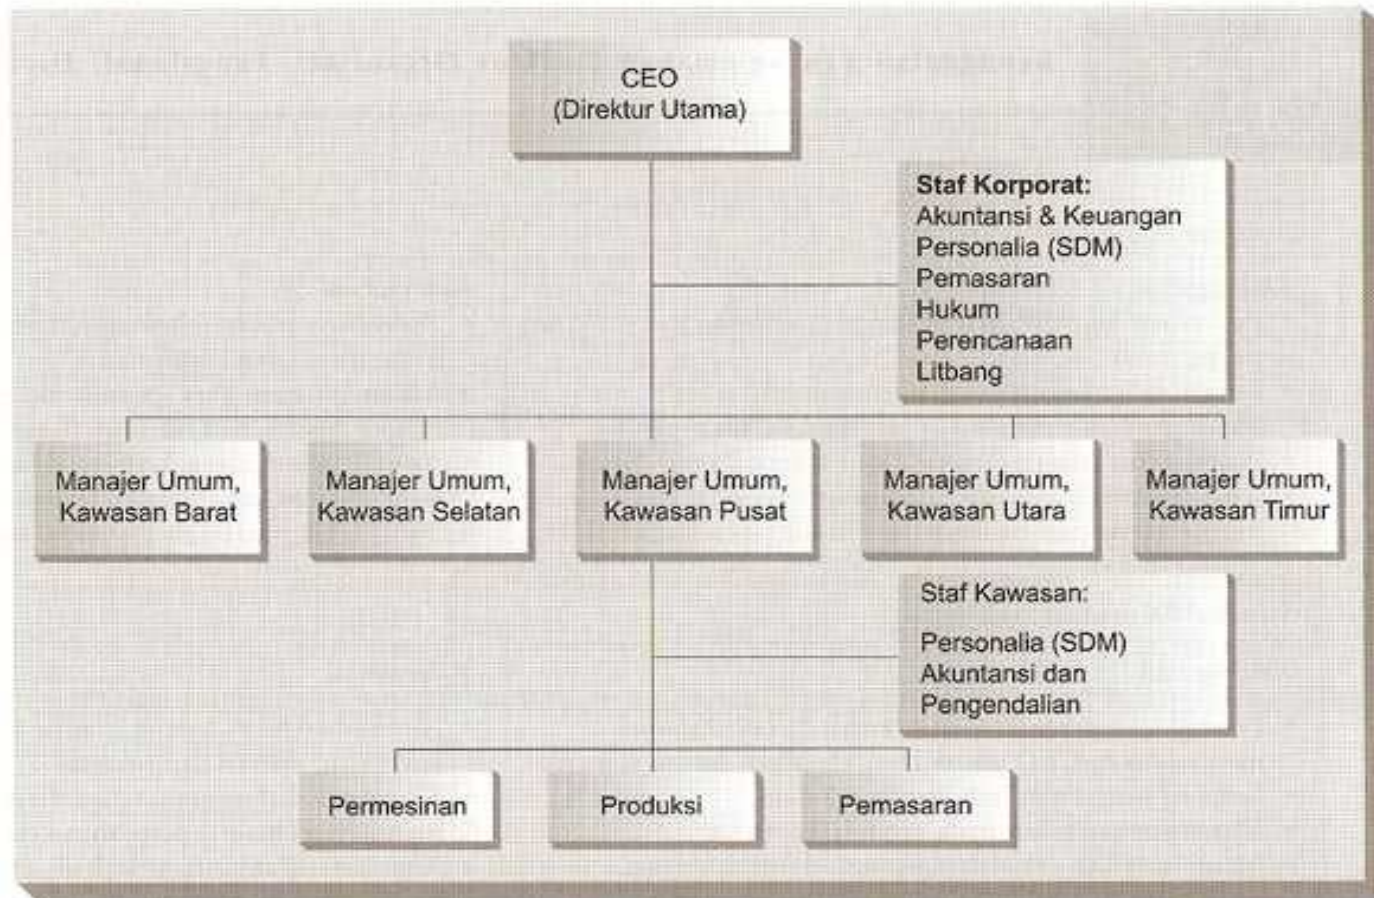 CEO
(Direktur Utama)
Staf Korporat:
Akuntansi & Keuangan
Personalia (SDM)
Pemasaran
Hukum
Perencanaan
Litbang
Manajer Umum,
Kawasan Barat
Manajer Umum,
Kawasan Selatan
Manajer Umum,
Kawasan Pusat
Manajer Umum,
Kawasan Utara
Manajer Umum,
Kawasan Timur
Staf Kawasan:
Personalia (SDM)
Akuntansi dan
Pengendalian
Permesinan
Produksi
Pemasaran